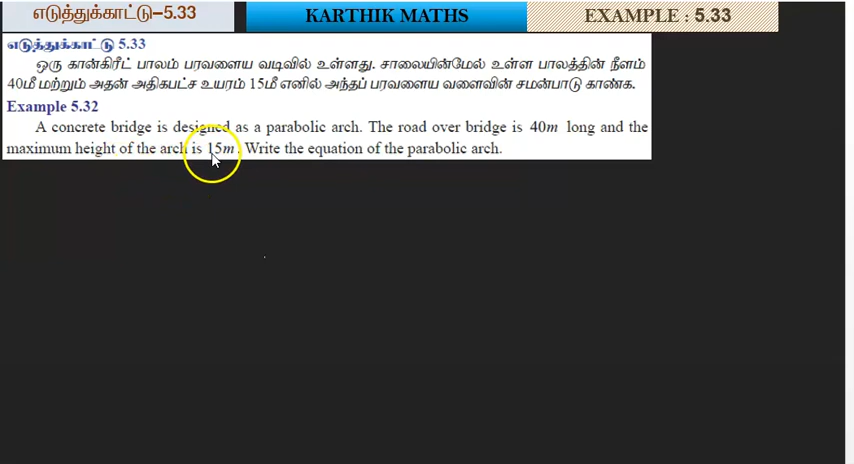 எடுத்துக்காட்டு–5.33
KARTHIK MATHS
EXAMPLE : 5.33
எடுத்துக்காட்டு 5.33
ஒரு கான்கிரீட் பாலம் பரவளைய வடிவில் உள்ளது. சாலையின்மேல் உள்ள பாலத்தின் நீளம்
40மீ மற்றும் அதன் அதிகபட்ச உயரம் 15மீ எனில் அந்தப் பரவளைய வளைவின் சமன்பாடு காண்க.
Example 5.32
A concrete bridge is designed as a parabolic arch. The road over bridge is 40m long and the
maximum height of the arch is 15m. Write the equation of the parabolic arch.